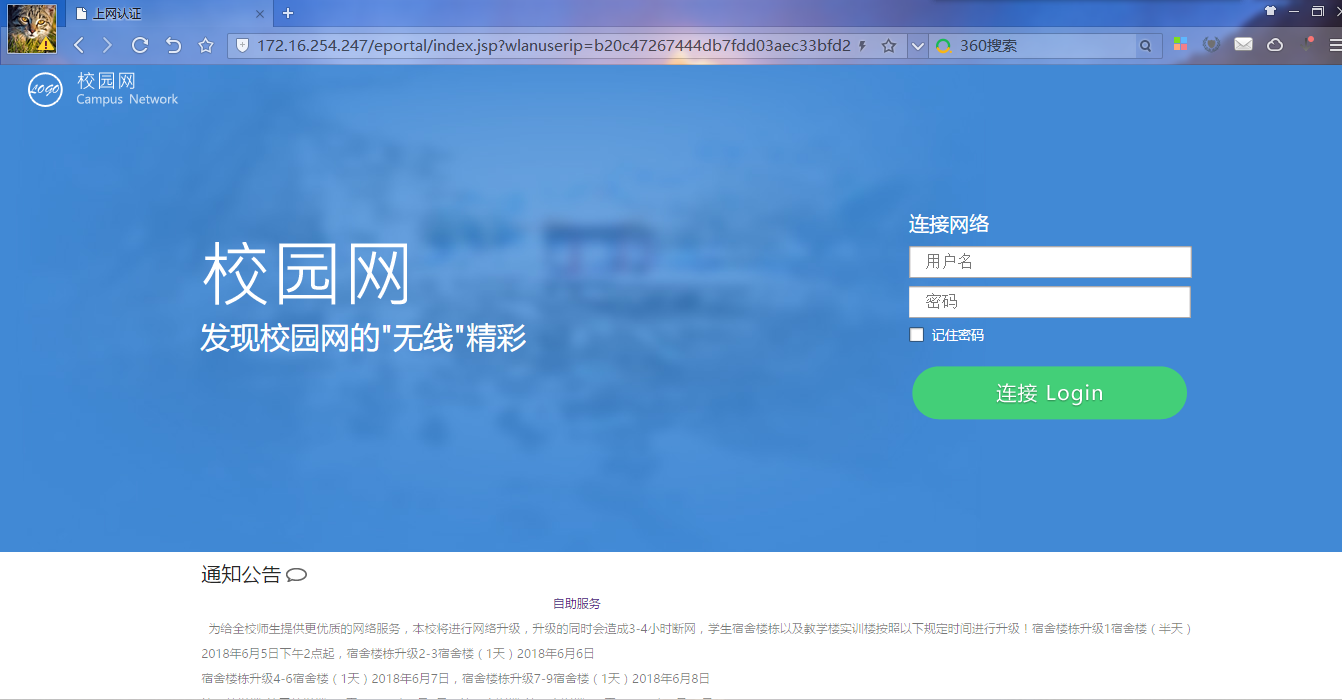 上网认证
172.16.254.247/eportal/index.jsp?wlanuserip=b20c47267444db7fdd03aec33bfd2
360搜索
LOGO
校园网
Campus Network
校园网
发现校园网的"无线"精彩
连接网络
用户名
密码
记住密码
连接 Login
通知公告
自助服务
为给全校师生提供更优质的网络服务，本校将进行网络升级，升级的同时会造成3-4小时断网，学生宿舍楼栋以及教学楼实训楼按照以下规定时间进行升级！宿舍楼栋升级1宿舍楼（半天）
2018年6月5日下午2点起，宿舍楼栋升级2-3宿舍楼（1天）2018年6月6日
宿舍楼栋升级4-6宿舍楼（1天）2018年6月7日，宿舍楼栋升级7-9宿舍楼（1天）2018年6月8日